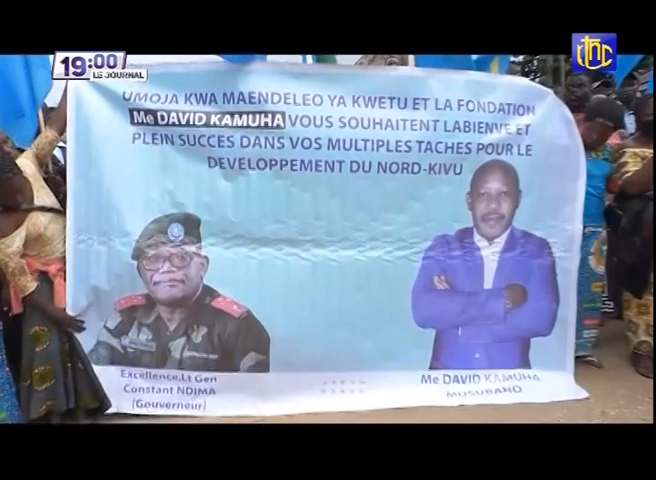 19:00
LE JOURNAL
UMOJA KWA MAENDELEO YA KWETU ET LA FONDATION
Me DAVID KAMUHA VOUS SOUHAITENT LABIENVE ET
PLEIN SUCCES DANS VOS MULTIPLES TACHES POUR LE
DEVELOPPEMENT DU NORD-KIVU
Excellence.Lt Gen
Constant NDIMA
(Gouverneur)
Me DAVID KAMUHA
MUSUBAHO